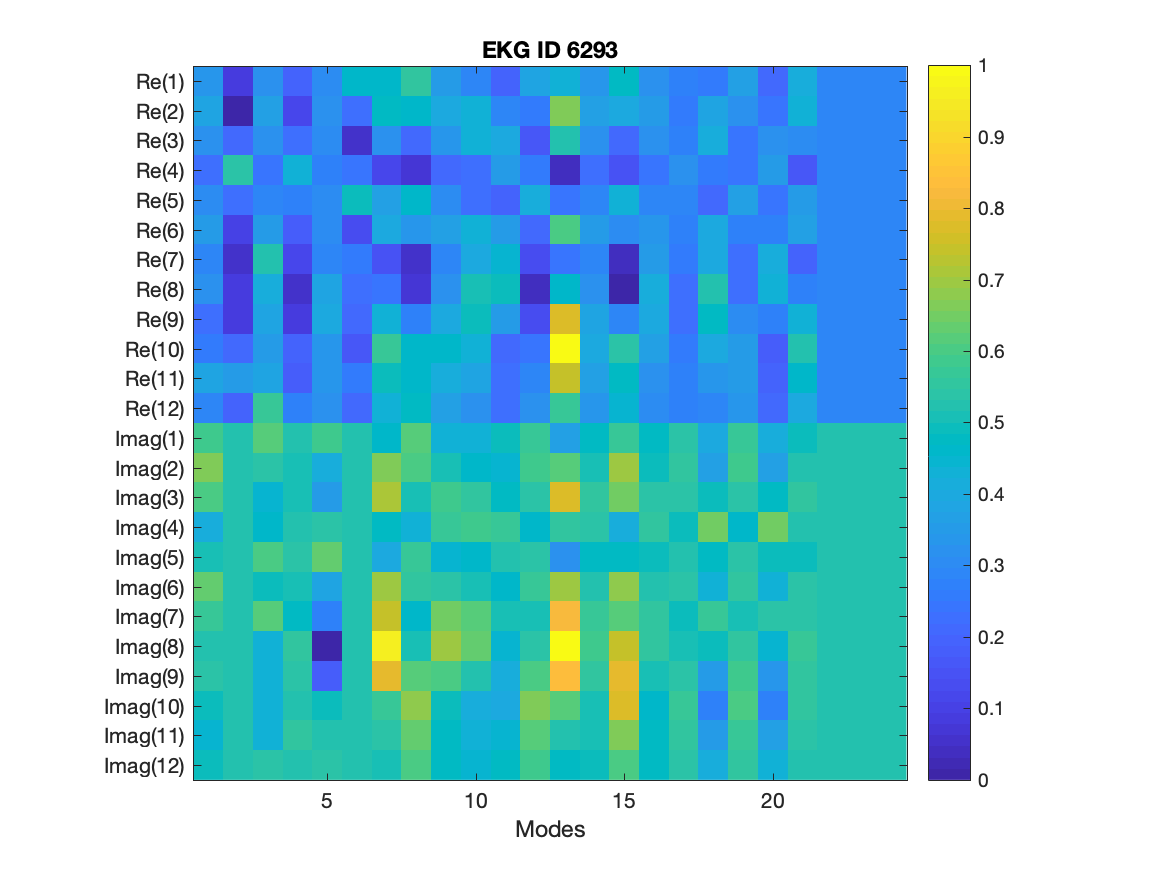 EKG ID 6293
Re(1)
Re(2)
Re(3)
Re(4)
Re(5)
Re(6)
Re(7)
Re(8)
Re(9)
Re(10)
Re(11)
Re(12)
Imag(1)
Imag(2)
Imag(3)
Imag(4)
Imag(5)
Imag(6)
Imag(7)
Imag(8)
Imag(9)
Imag(10)
Imag(11)
Imag(12)
5 10 15 20
Modes
1
0.9
0.8
0.7
0.6
0.5
0.4
0.3
0.2
0.1
0